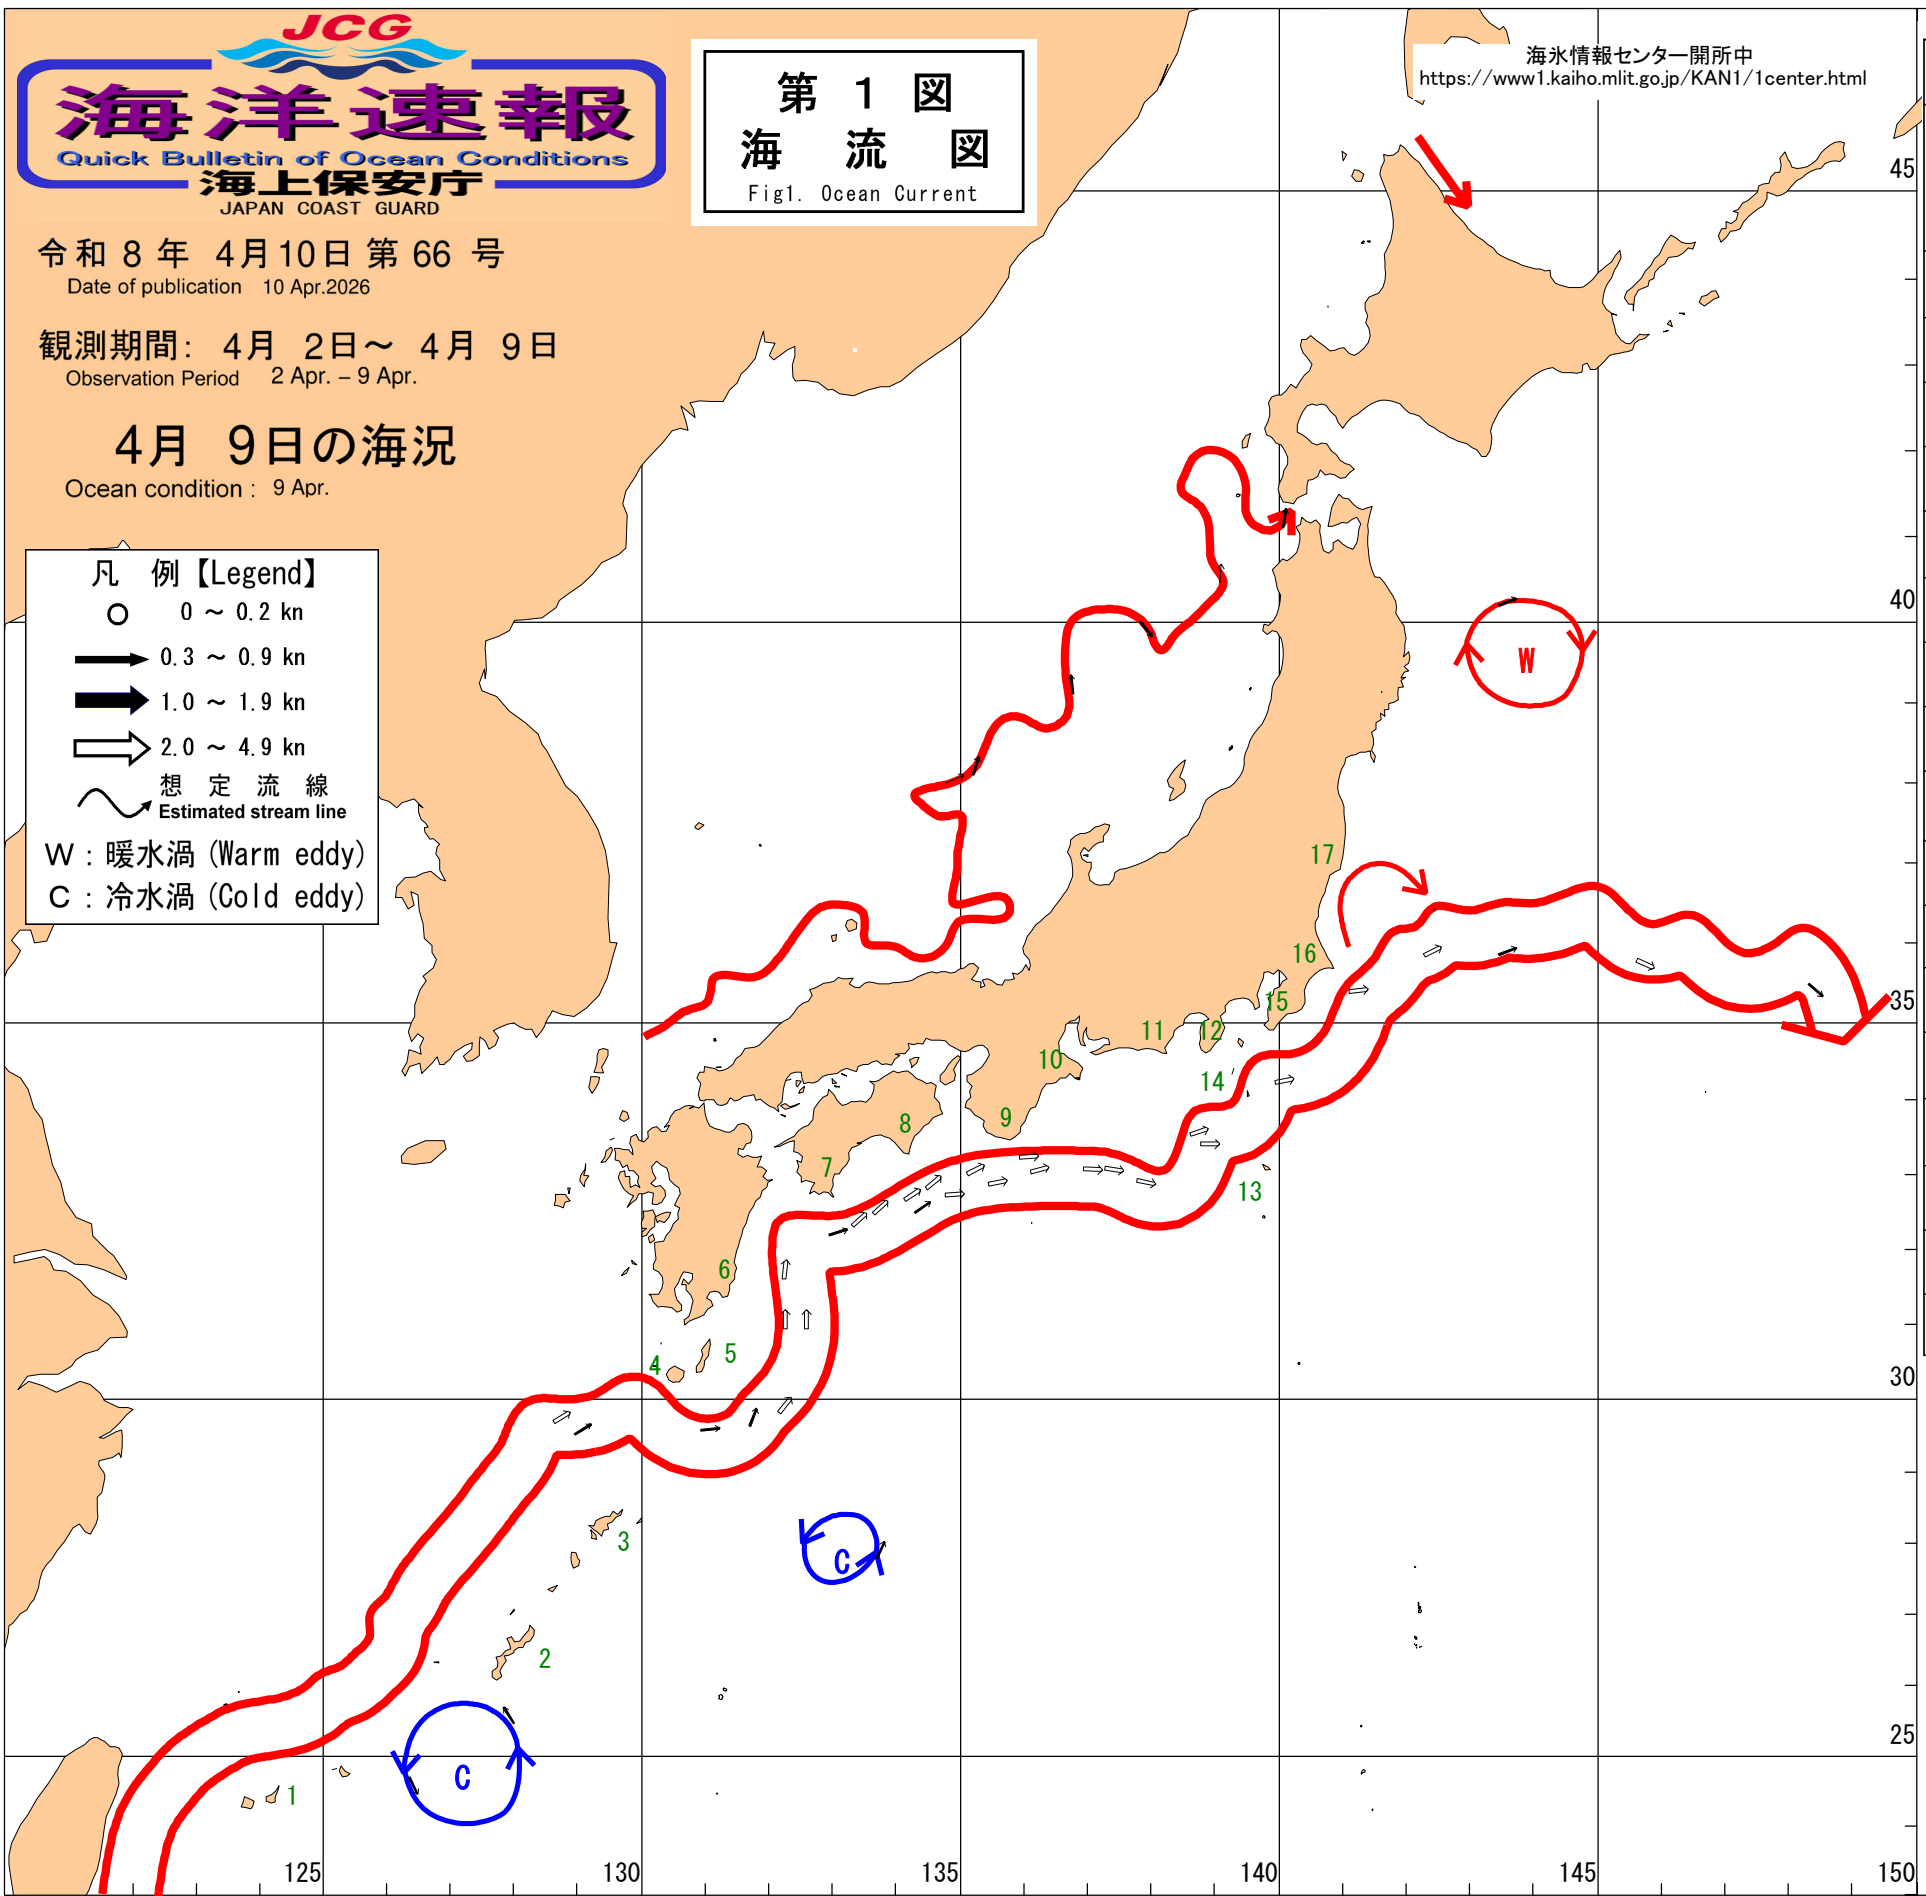 JCG
海洋速報
Quick Bulletin of Ocean Conditions
海上保安庁
JAPAN COAST GUARD
令和 8 年 4月10日 第 66 号
Date of publication 10 Apr.2026
観測期間: 4月 2日~ 4月 9日
Observation Period 2 Apr. – 9 Apr.
4月 9日の海況
Ocean condition : 9 Apr.
第 1 図
海 流 図
Fig1. Ocean Current
海氷情報センター開所中
https://www1.kaiho.mlit.go.jp/KAN1/1center.html
凡 例【Legend】
0 ~ 0.2 kn
0.3 ~ 0.9 kn
1.0 ~ 1.9 kn
2.0 ~ 4.9 kn
想 定 流 線
Estimated stream line
W : 暖水渦 (Warm eddy)
C : 冷水渦 (Cold eddy)
45
40
W
17
16
35
15
11
12
10
14
9
8
7
13
6
5
4
30
3
C
2
25
C
1
125
130
135
140
145
150